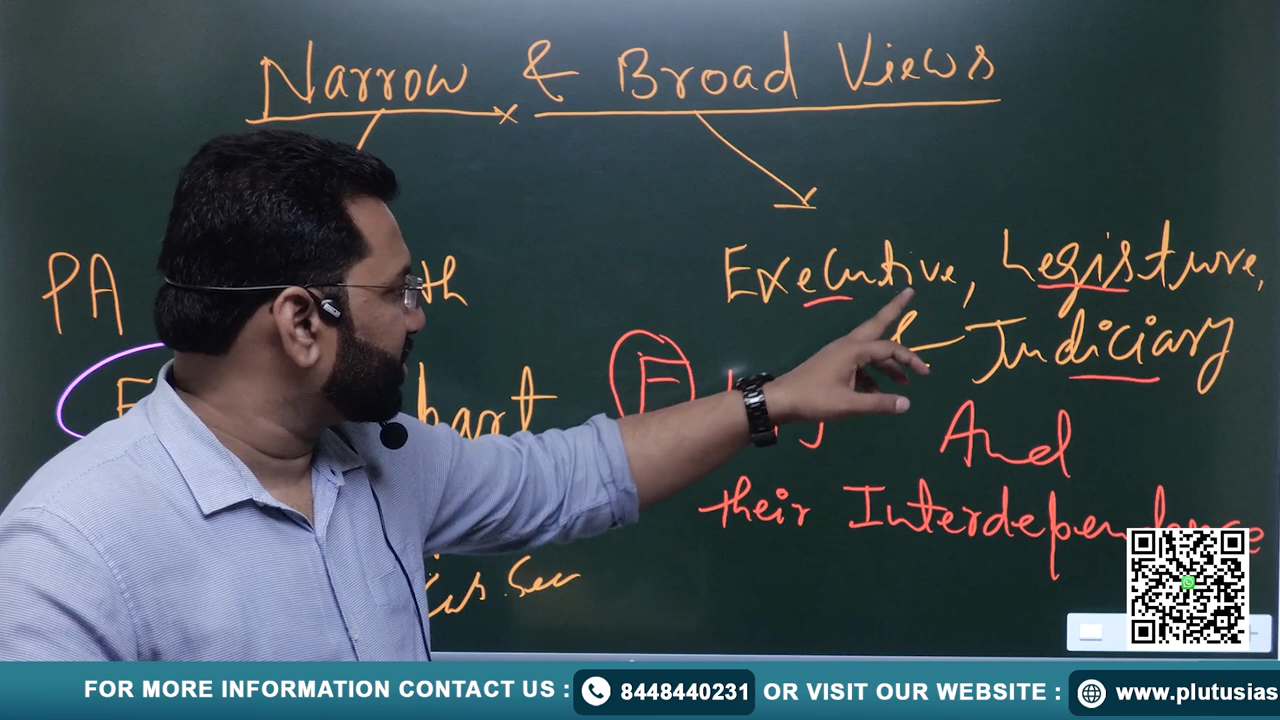 Narrow & Broad Views
PA
Executive, Legisture,
& Judiciary
And
their Interdependence
FOR MORE INFORMATION CONTACT US : 8448440231 OR VISIT OUR WEBSITE : www.plutusias